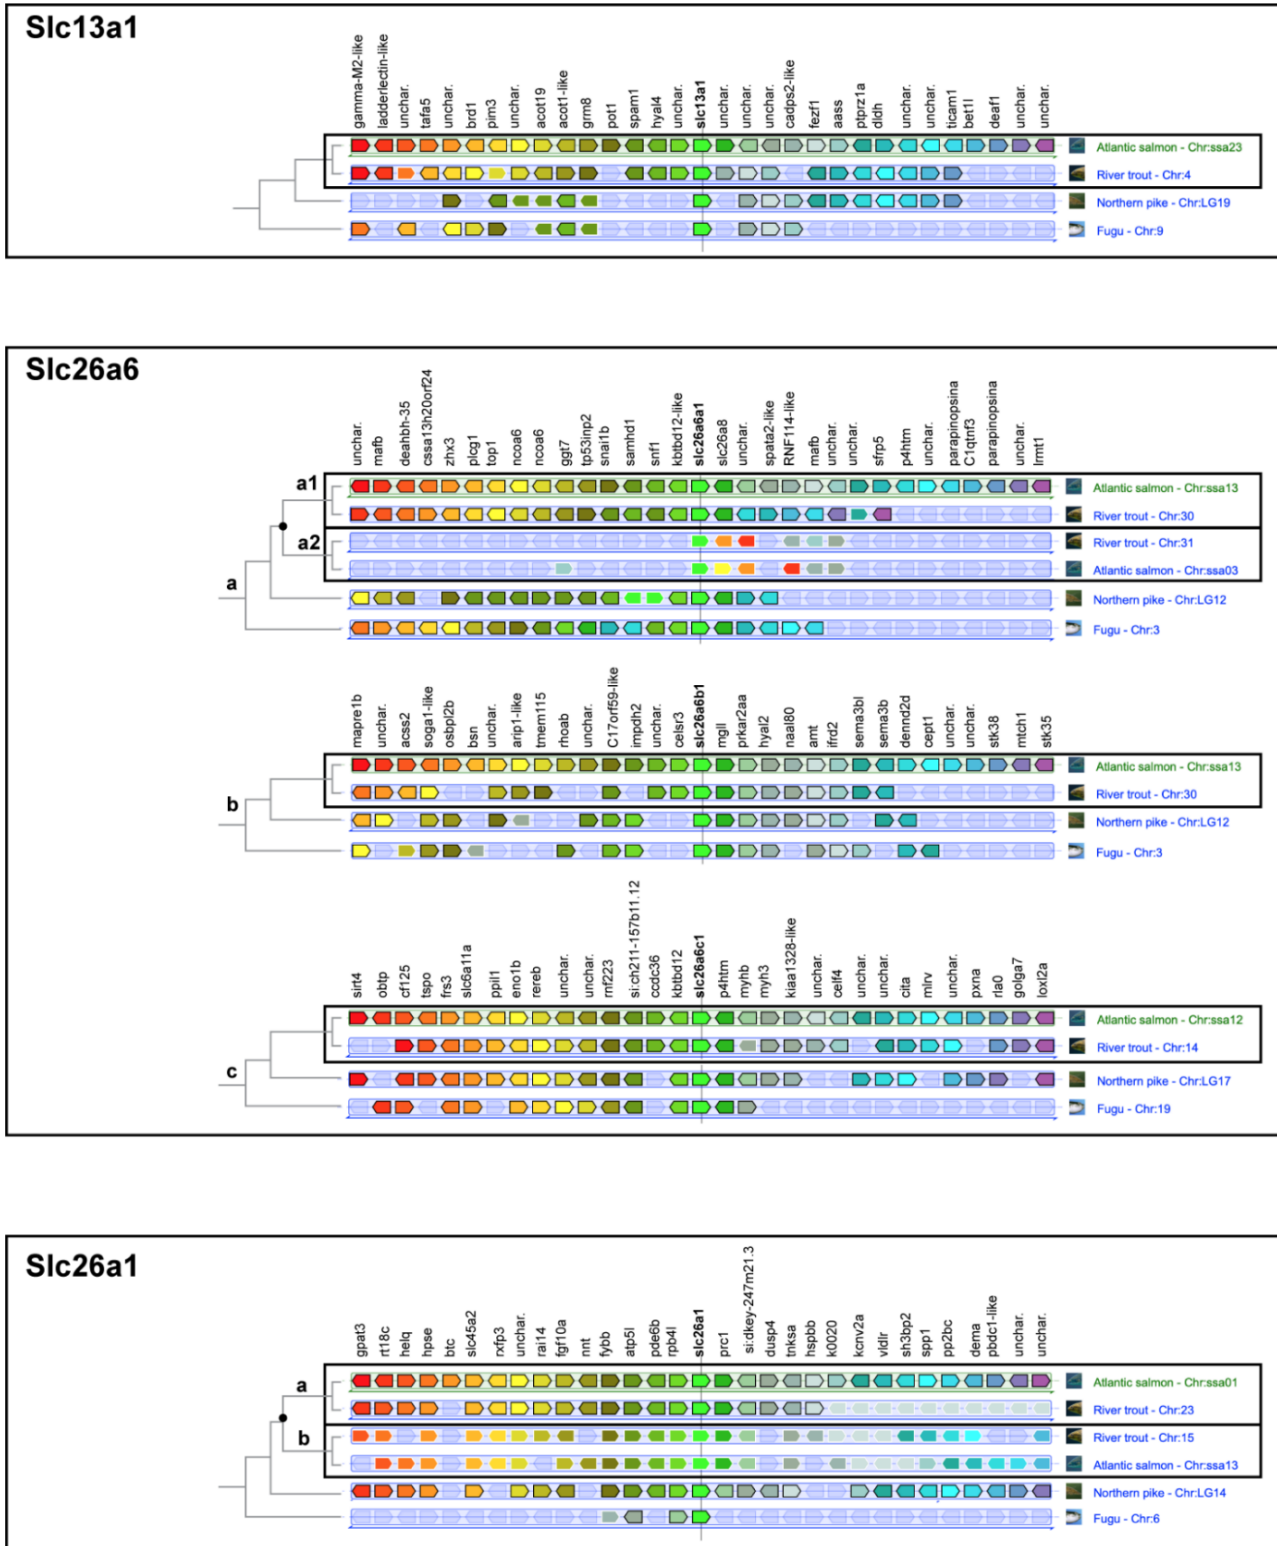 Slc13a1
gamma-M2-like
ladderlectin-like
unchar.
tafa5
unchar.
brd1
pim3
unchar.
acot19
acot1-like
grm8
pot1
spam1
hyal4
unchar.
slc13a1
unchar.
unchar.
unchar.
cadps2-like
fezf1
aass
ptprz1a
dldh
unchar.
unchar.
ticam1
bet1l
deaf1
unchar.
unchar.
Atlantic salmon - Chr:ssa23
River trout - Chr:4
Northern pike - Chr:LG19
Fugu - Chr:9
Slc26a6
unchar.
mafb
deahbh-35
cssa13h20orf24
zhx3
plcg1
top1
ncoa6
ncoa6
ggt7
tp53inp2
snai1b
samhd1
snf1
kbtbd12-like
slc26a6a1
slc26a8
unchar.
spata2-like
RNF114-like
mafb
unchar.
unchar.
sfrp5
p4htm
unchar.
parapinopsina
C1qtnf3
parapinopsina
unchar.
lrmt1
a1
Atlantic salmon - Chr:ssa13
River trout - Chr:30
a2
River trout - Chr:31
Atlantic salmon - Chr:ssa03
a
Northern pike - Chr:LG12
Fugu - Chr:3
mapre1b
unchar.
acss2
soga1-like
osbpl2b
bsn
unchar.
arip1-like
tmem115
rhoab
unchar.
C17orf59-like
impdh2
unchar.
celsr3
slc26a6b1
mgll
prkar2aa
hyal2
naal80
amt
ifrd2
sema3bl
sema3b
dennd2d
cept1
unchar.
unchar.
stk38
mtch1
stk35
Atlantic salmon - Chr:ssa13
River trout - Chr:30
b
Northern pike - Chr:LG12
Fugu - Chr:3
sirt4
obtp
cf125
tspo
frs3
slc6a11a
ppil1
eno1b
rereb
unchar.
unchar.
rnf223
si:ch211-157b11.12
ccdc36
kbtbd12
slc26a6c1
p4htm
myhb
myh3
kiaa1328-like
unchar.
celf4
unchar.
unchar.
cita
mlrv
unchar.
pxna
rla0
golga7
loxl2a
Atlantic salmon - Chr:ssa12
River trout - Chr:14
c
Northern pike - Chr:LG17
Fugu - Chr:19
Slc26a1
gpat3
rt18c
helq
hpse
btc
slc45a2
rxfp3
unchar.
rai14
fgf10a
nnt
fybb
atp5l
pde6b
rpb4l
slc26a1
prc1
si:dkey-247m21.3
dusp4
tnksa
hspbb
k0020
kcnv2a
vldlr
sh3bp2
spp1
pp2bc
dema
pbdc1-like
unchar.
unchar.
a
Atlantic salmon - Chr:ssa01
River trout - Chr:23
b
River trout - Chr:15
Atlantic salmon - Chr:ssa13
Northern pike - Chr:LG14
Fugu - Chr:6